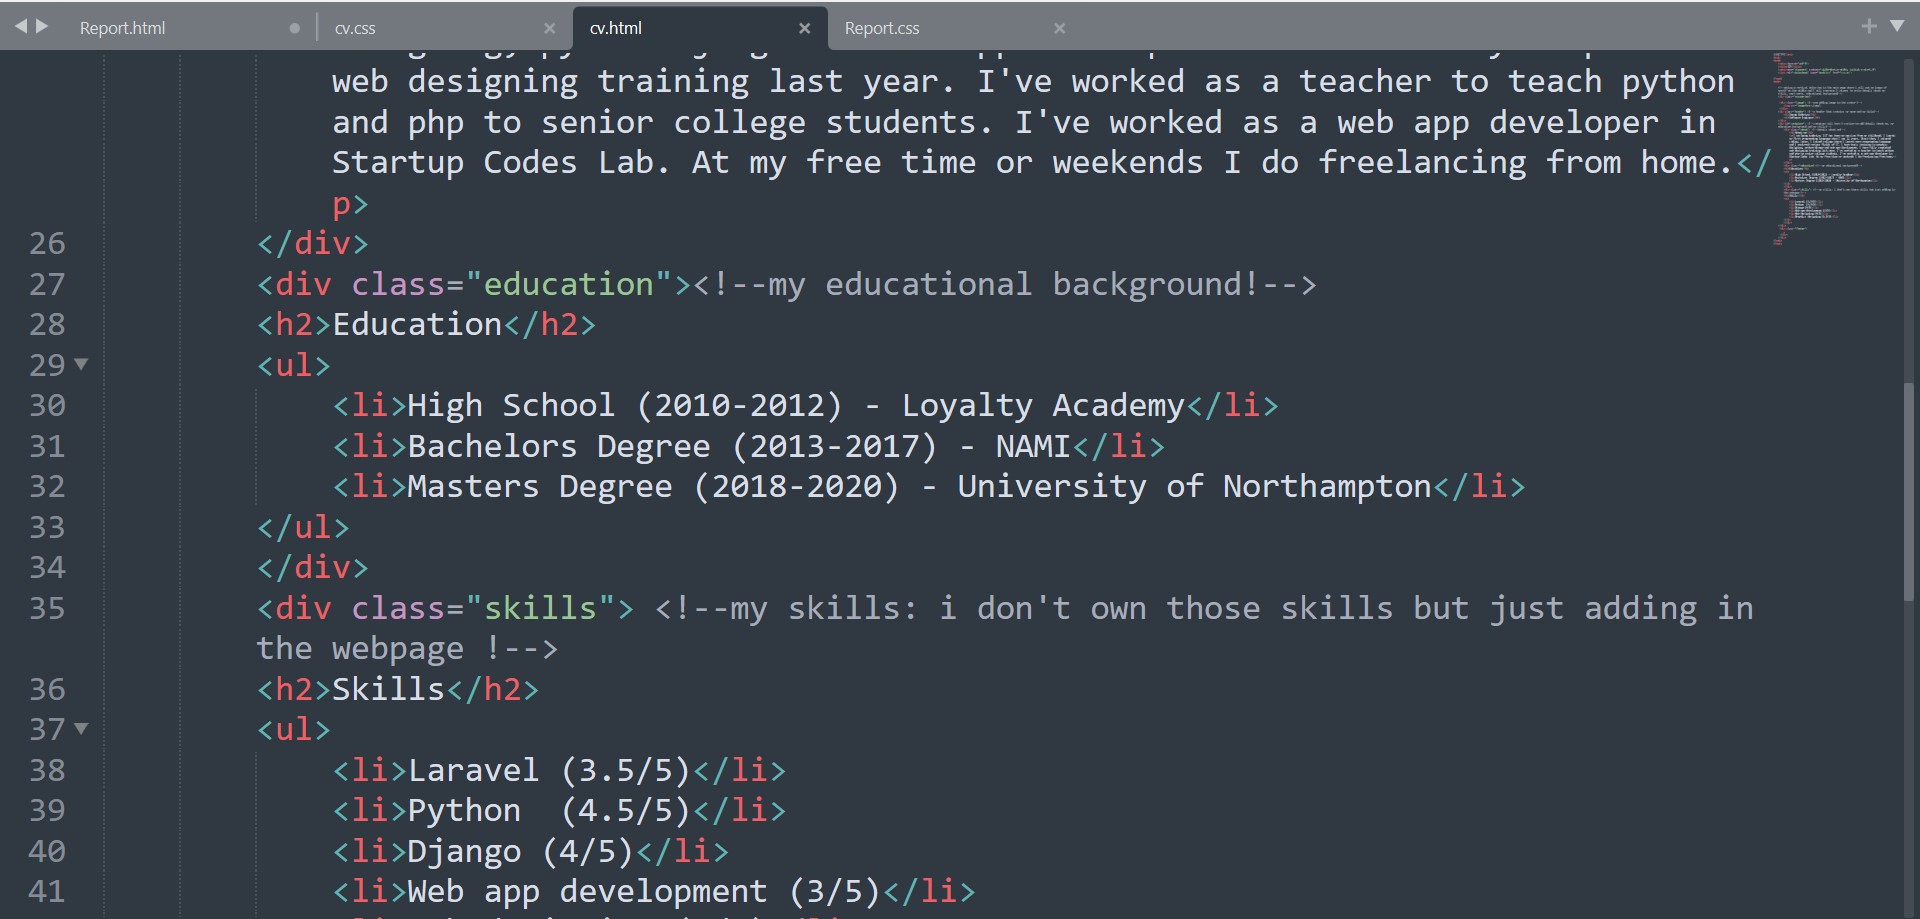 Report.html cv.css cv.html Report.css
web designing training last year. I've worked as a teacher to teach python
and php to senior college students. I've worked as a web app developer in
Startup Codes Lab. At my free time or weekends I do freelancing from home.</
p>
26 </div>
27 <div class="education"><!--my educational background!-->
28 <h2>Education</h2>
29 <ul>
30 <li>High School (2010-2012) - Loyalty Academy</li>
31 <li>Bachelors Degree (2013-2017) - NAMI</li>
32 <li>Masters Degree (2018-2020) - University of Northampton</li>
33 </ul>
34 </div>
35 <div class="skills"> <!--my skills: i don't own those skills but just adding in
the webpage !-->
36 <h2>Skills</h2>
37 <ul>
38 <li>Laravel (3.5/5)</li>
39 <li>Python  (4.5/5)</li>
40 <li>Django (4/5)</li>
41 <li>Web app development (3/5)</li>